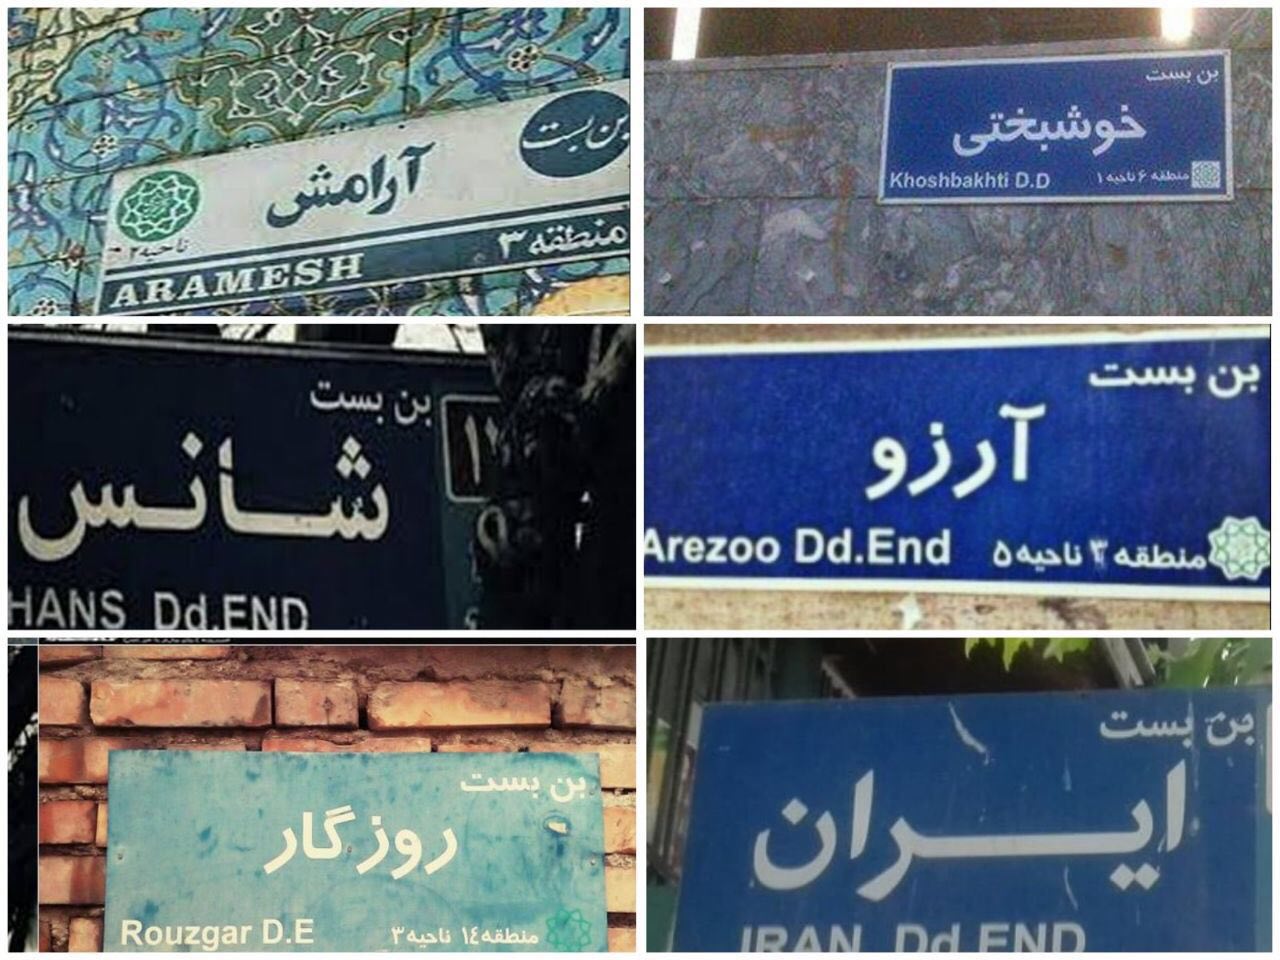 بن بست
آرامش
منطقه ۳
ناحیه ۲
ARAMESH
بن بست
خوشبختی
منطقه ۶ ناحیه ۱
Khoshbakhti D.D
بن بست
شانس
HANS Dd.END
بن بست
آرزو
منطقه ۳ ناحیه ۵
Arezoo Dd.End
بن بست
روزگار
منطقه ۱۴ ناحیه ۳
Rouzgar D.E
بن بست
ایران
IRAN Dd.END